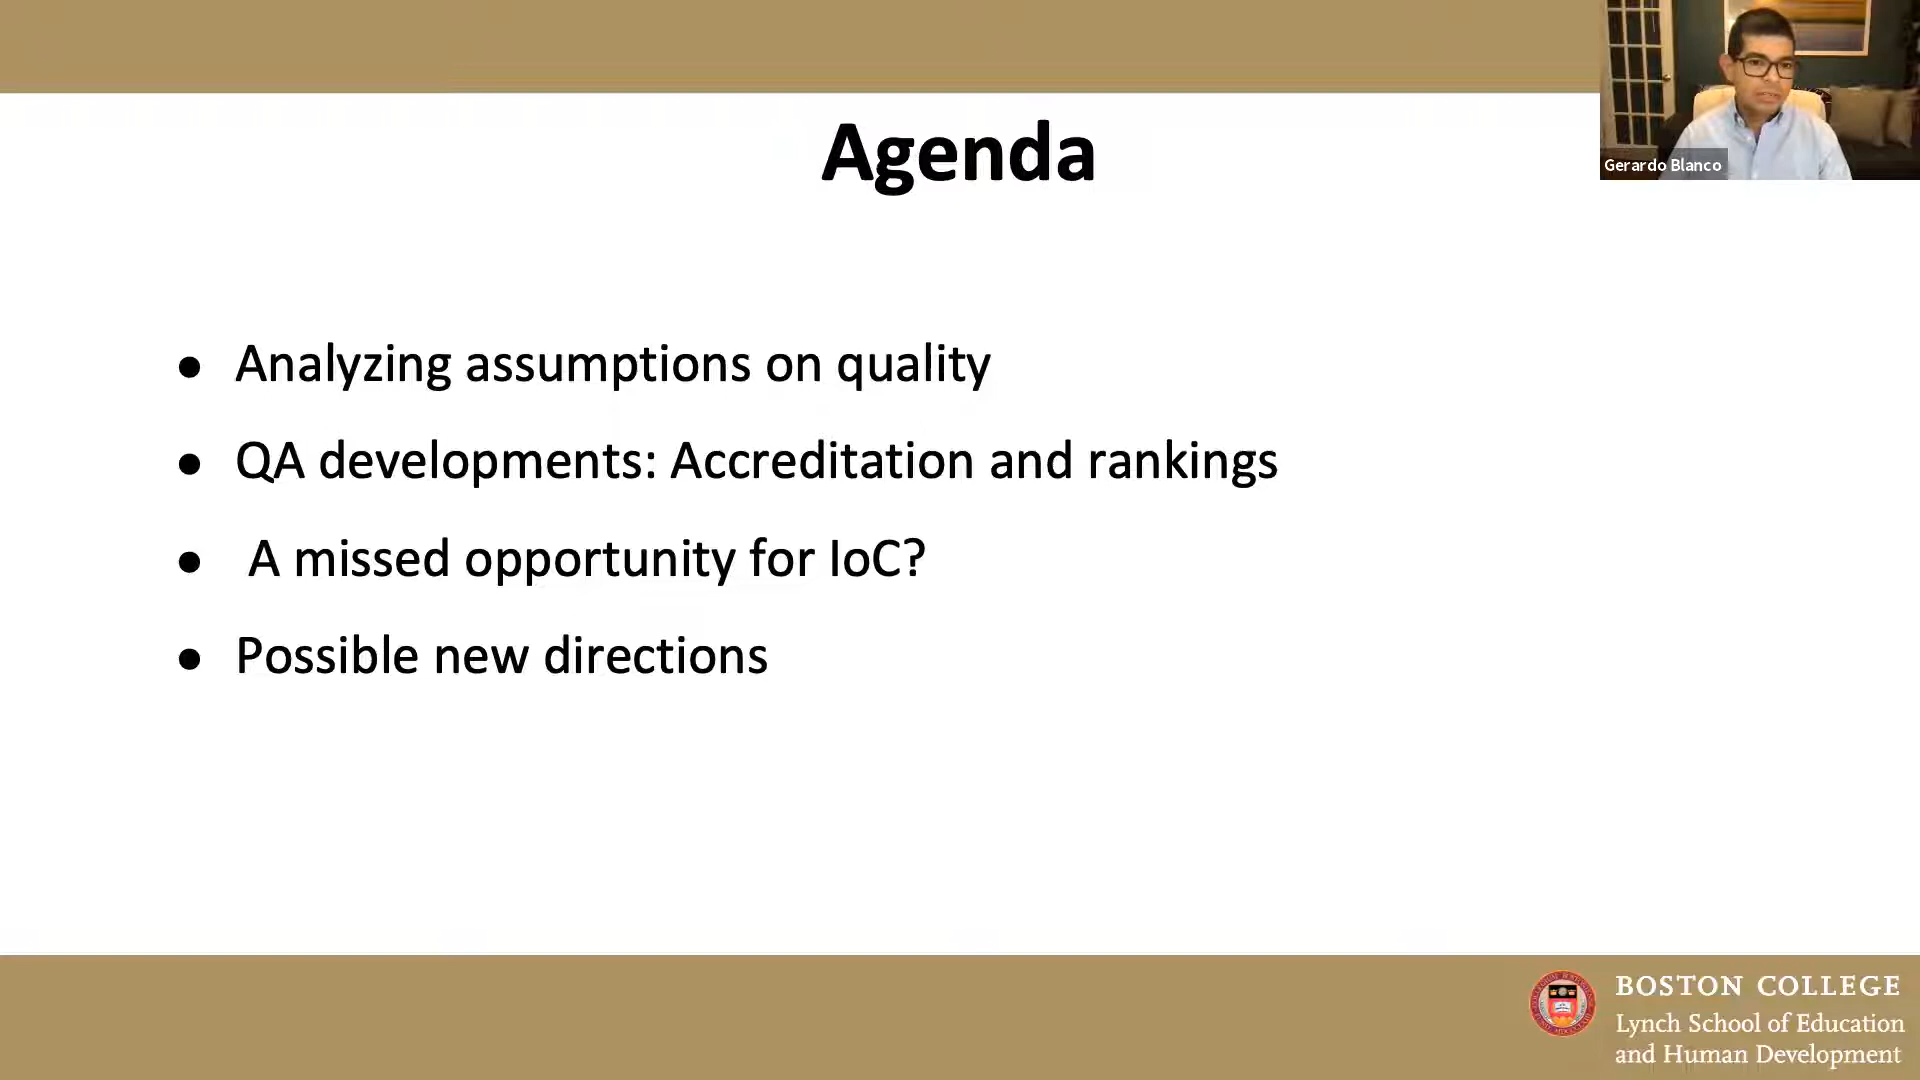 Agenda
Gerardo Blanco
● Analyzing assumptions on quality
● QA developments: Accreditation and rankings
● A missed opportunity for IoC?
● Possible new directions
BOSTON COLLEGE
Lynch School of Education
and Human Development